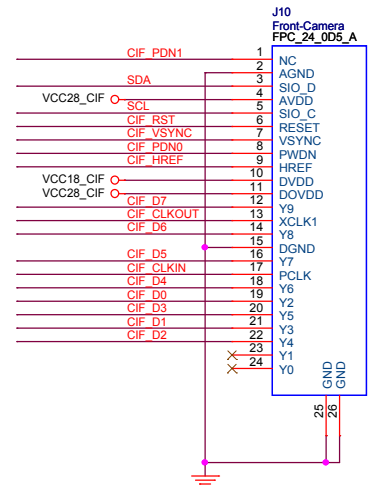 J10
Front-Camera
FPC_24_0D5_A
CIF_PDN1 1 NC
2 AGND
SDA 3 SIO_D
VCC28_CIF 4 AVDD
SCL 5 SIO_C
CIF_RST 6 RESET
CIF_VSYNC 7 VSYNC
CIF_PDN0 8 PWDN
CIF_HREF 9 HREF
VCC18_CIF 10 DVDD
VCC28_CIF 11 DOVDD
CIF_D7 12 Y9
CIF_CLKOUT 13 XCLK1
CIF_D6 14 Y8
15 DGND
CIF_D5 16 Y7
CIF_CLKIN 17 PCLK
CIF_D4 18 Y6
CIF_D0 19 Y2
CIF_D3 20 Y5
CIF_D1 21 Y3
CIF_D2 22 Y4
23 Y1
24 Y0
GND GND
25 26